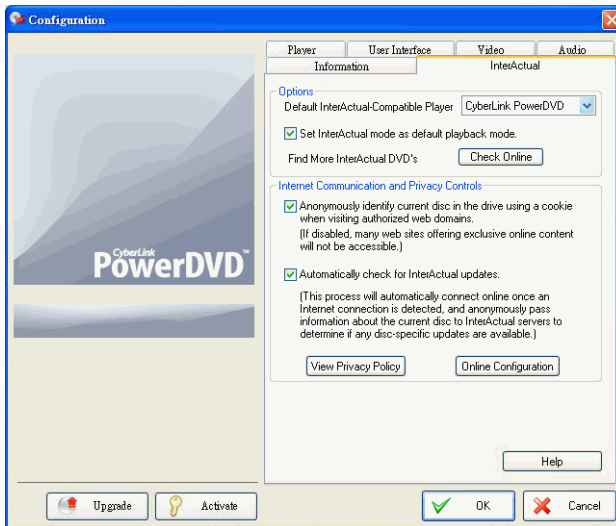 Configuration
Player User Interface Video Audio
Information InterActual
Options
Default InterActual-Compatible Player CyberLink PowerDVD
Set InterActual mode as default playback mode.
Find More InterActual DVD's Check Online
Internet Communication and Privacy Controls
Anonymously identify current disc in the drive using a cookie
when visiting authorized web domains.
(If disabled, many web sites offering exclusive online content
will not be accessible.)
Automatically check for InterActual updates.
(This process will automatically connect online once an
Internet connection is detected, and anonymously pass
information about the current disc to InterActual servers to
determine if any disc-specific updates are available.)
View Privacy Policy Online Configuration
Help
CyberLink
PowerDVD™
Upgrade Activate OK Cancel